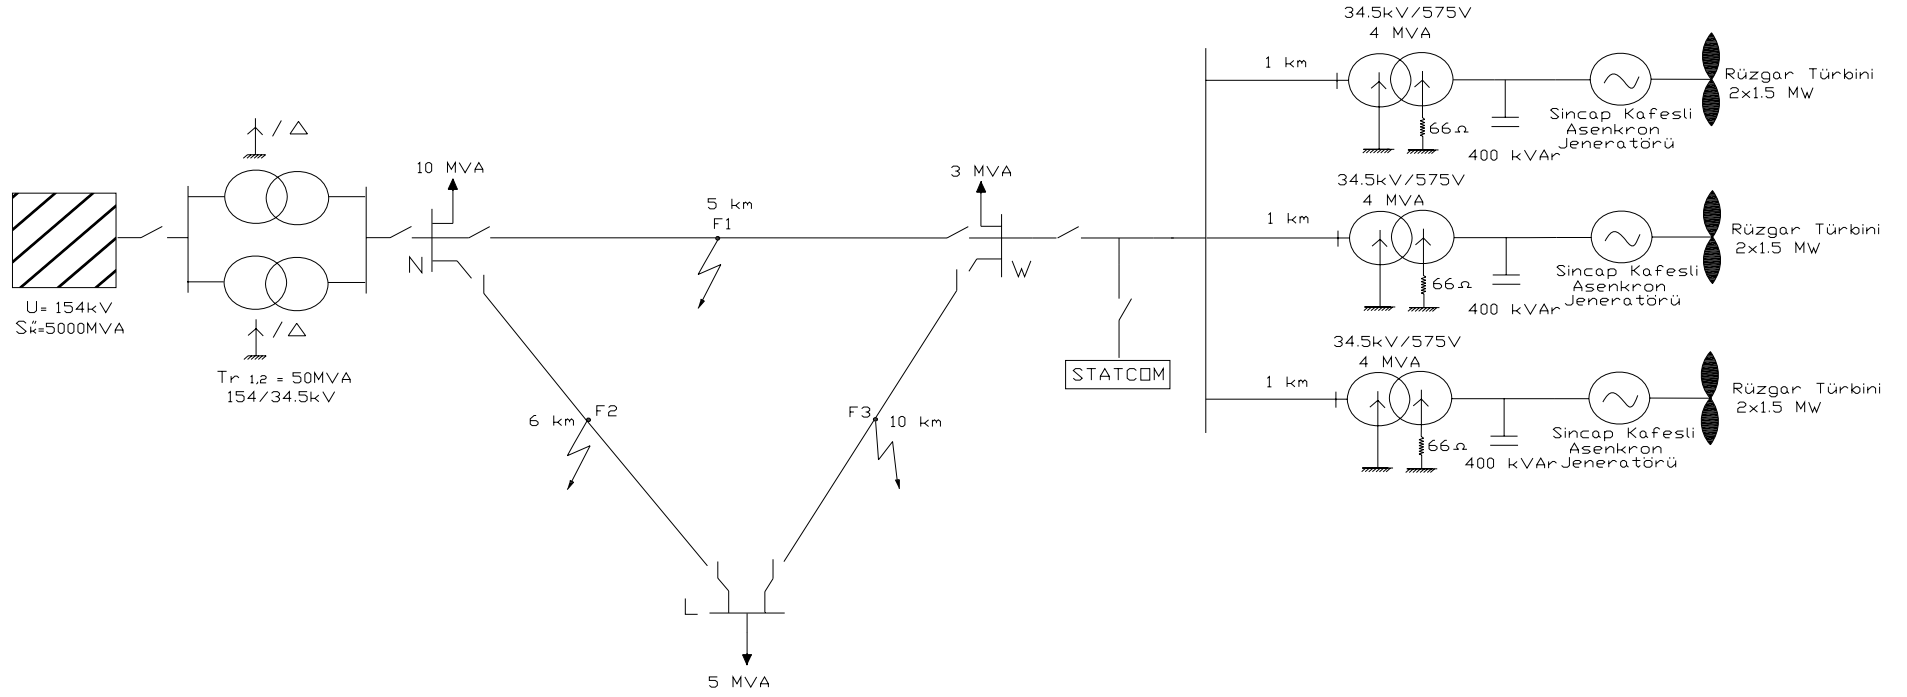 U= 154kV
Sk"=5000MVA
/ Δ
/ Δ
Tr 1,2 = 50MVA
154/34.5kV
10 MVA
N
5 km
F1
3 MVA
W
6 km
F2
F3
10 km
L
5 MVA
STATCOM
34.5kV/575V
4 MVA
1 km
66Ω
400 kVAr
Sincap Kafesli
Asenkron
Jeneratörü
Rüzgar Türbini
2x1.5 MW
34.5kV/575V
4 MVA
1 km
66Ω
400 kVAr
Sincap Kafesli
Asenkron
Jeneratörü
Rüzgar Türbini
2x1.5 MW
34.5kV/575V
4 MVA
1 km
66Ω
400 kVAr
Sincap Kafesli
Asenkron
Jeneratörü
Rüzgar Türbini
2x1.5 MW